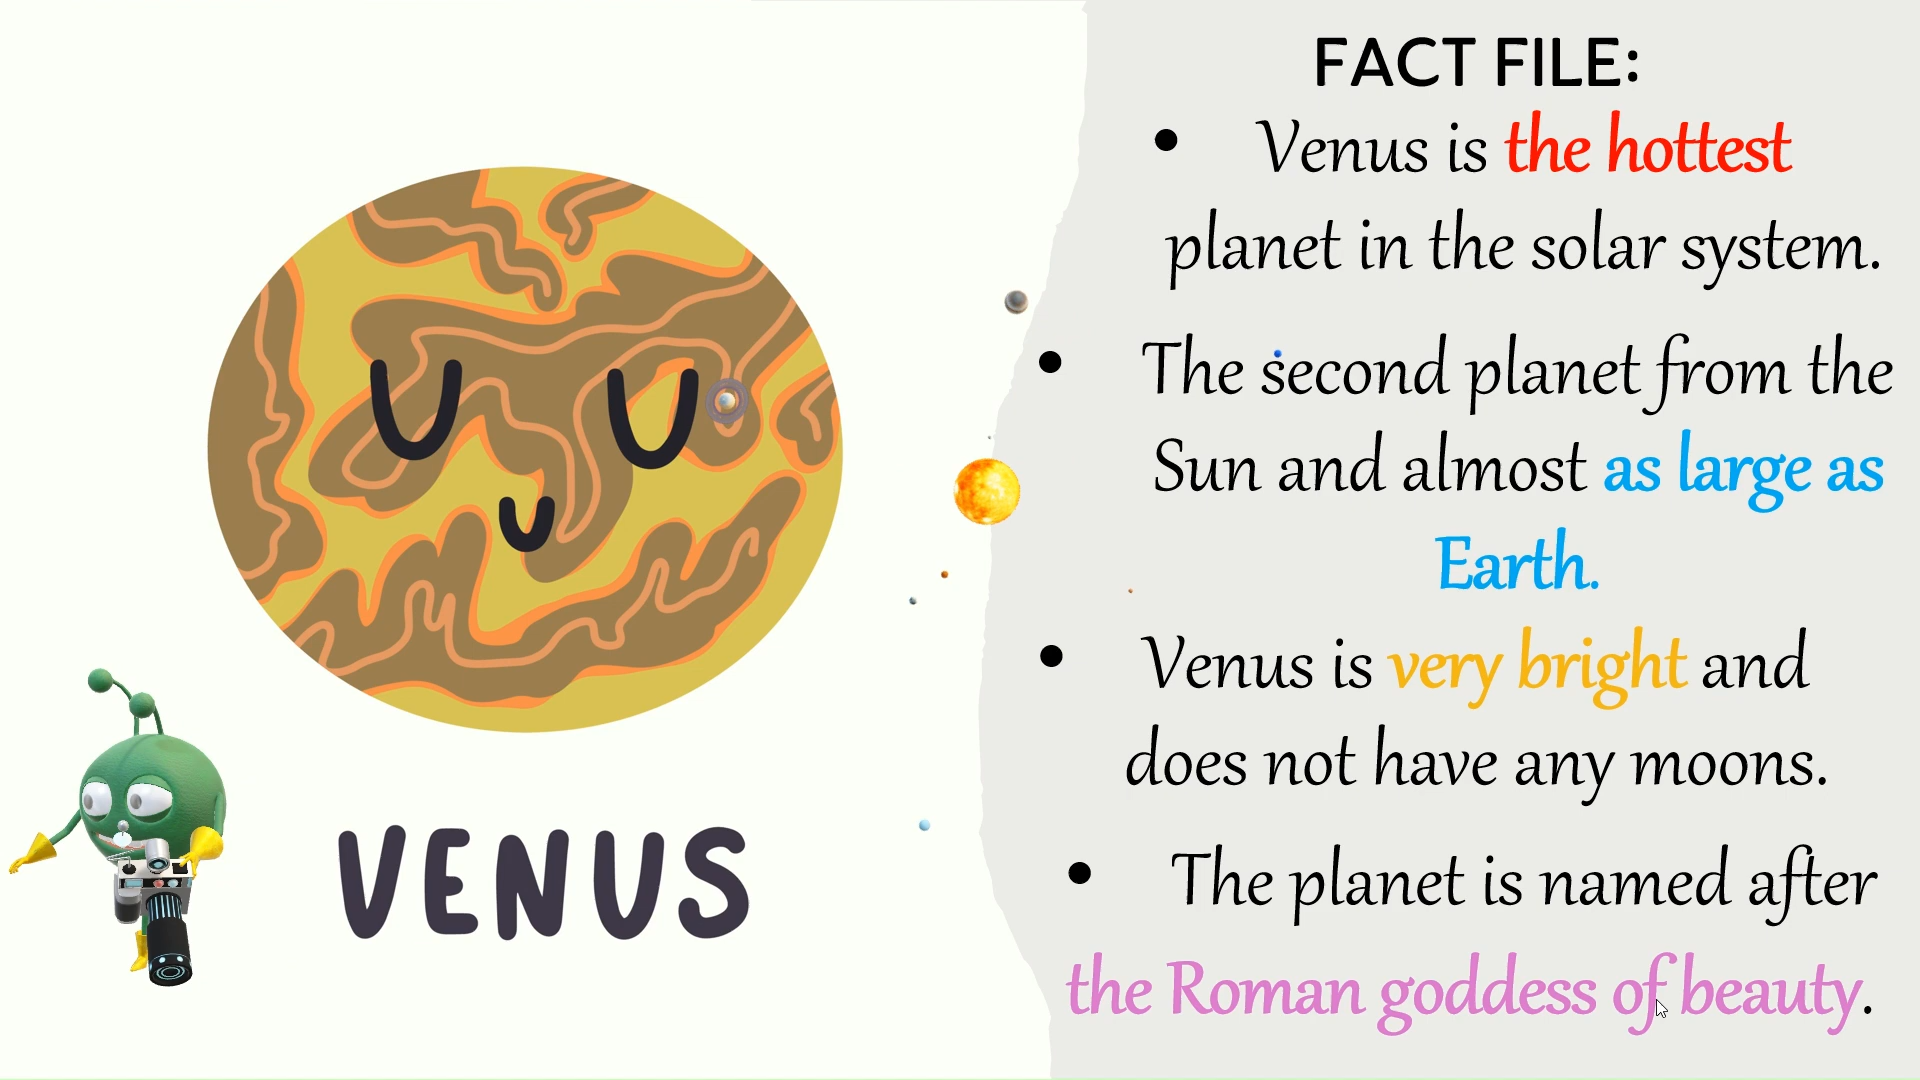 FACT FILE:
• Venus is the hottest
planet in the solar system.
• The second planet from the
Sun and almost as large as
Earth.
• Venus is very bright and
does not have any moons.
• The planet is named after
the Roman goddess of beauty.
VENUS